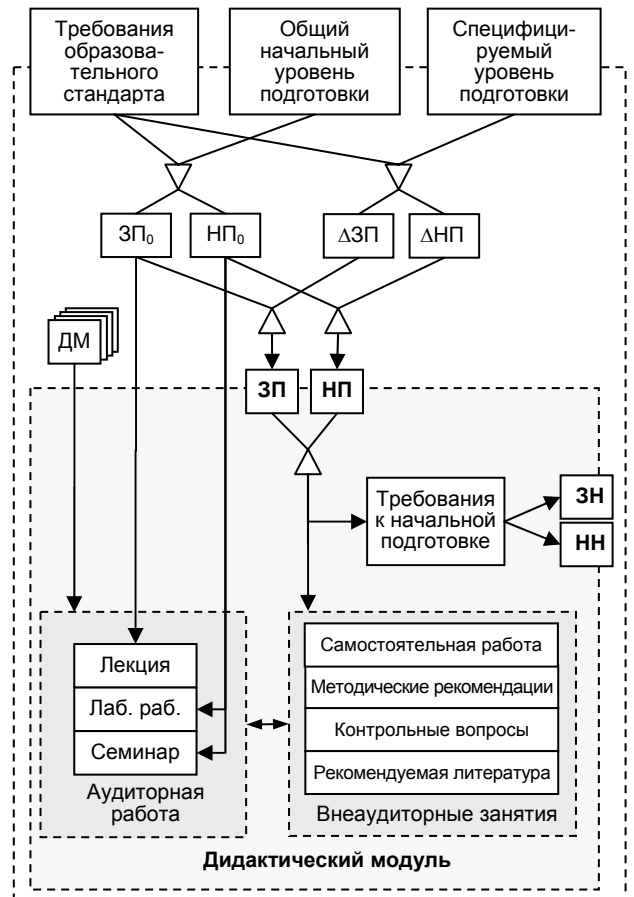 Требования
образова-
тельного
стандарта
Общий
начальный
уровень
подготовки
Специфици-
руемый
уровень
подготовки
ЗП₀
НП₀
ΔЗП
ΔНП
ДМ
ЗП
НП
Требования
к начальной
подготовке
ЗН
НН
Лекция
Лаб. раб.
Семинар
Аудиторная
работа
Самостоятельная работа
Методические рекомендации
Контрольные вопросы
Рекомендуемая литература
Внеаудиторные занятия
Дидактический модуль